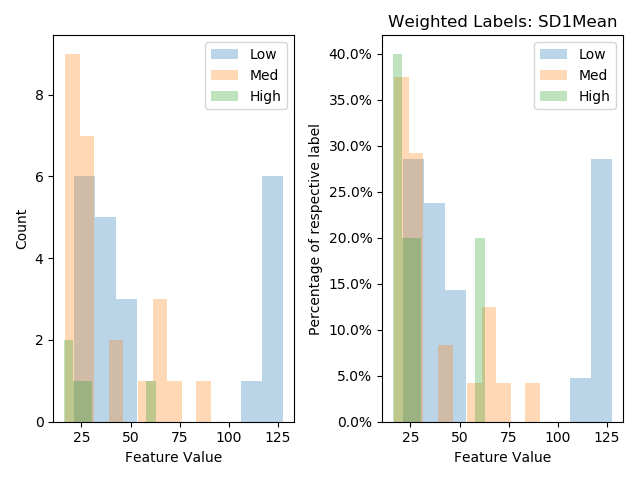 Weighted Labels: SD1Mean
Count
8
6
4
2
0
Low
Med
High
25
50
75
100
125
Feature Value
Percentage of respective label
40.0%
35.0%
30.0%
25.0%
20.0%
15.0%
10.0%
5.0%
0.0%
Low
Med
High
25
50
75
100
125
Feature Value